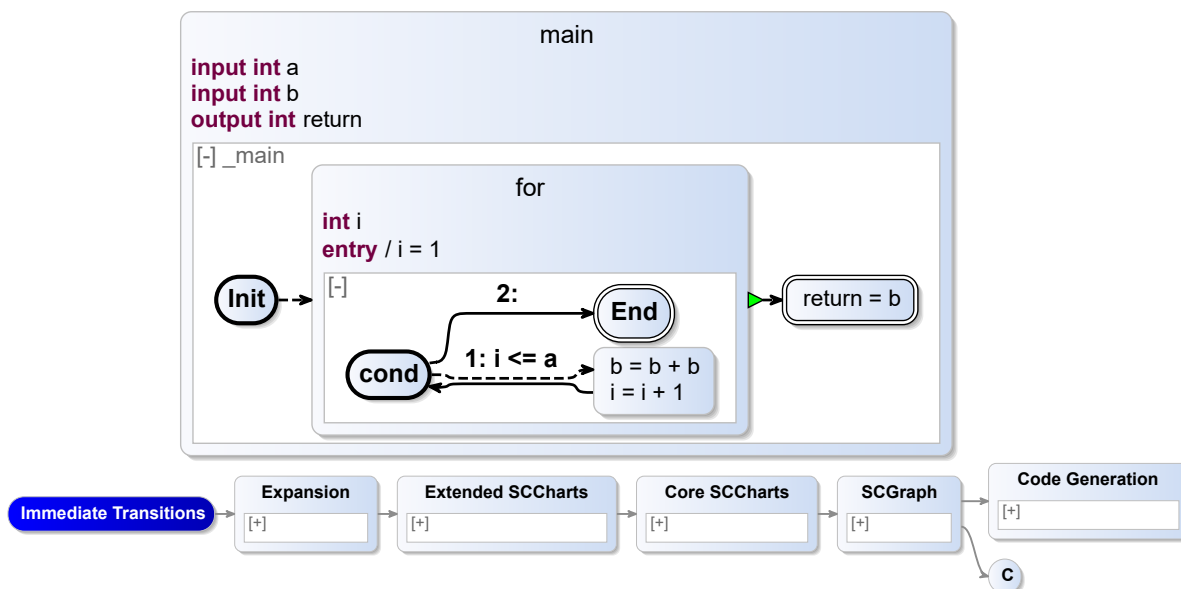 main
input int a
input int b
output int return
[-] _main
for
int i
entry / i = 1
[-]
Init
2:
End
return = b
1: i <= a
cond
b = b + b
i = i + 1
Immediate Transitions
Expansion
[+]
Extended SCCharts
[+]
Core SCCharts
[+]
SCGraph
[+]
Code Generation
[+]
C